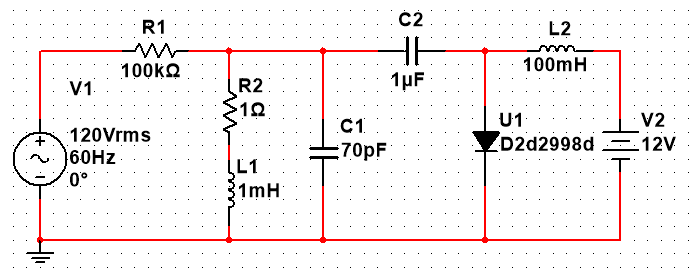 R1
100kΩ
C2
1µF
L2
100mH
V1
120Vrms
60Hz
0°
R2
1Ω
L1
1mH
C1
70pF
U1
D2d2998d
V2
12V